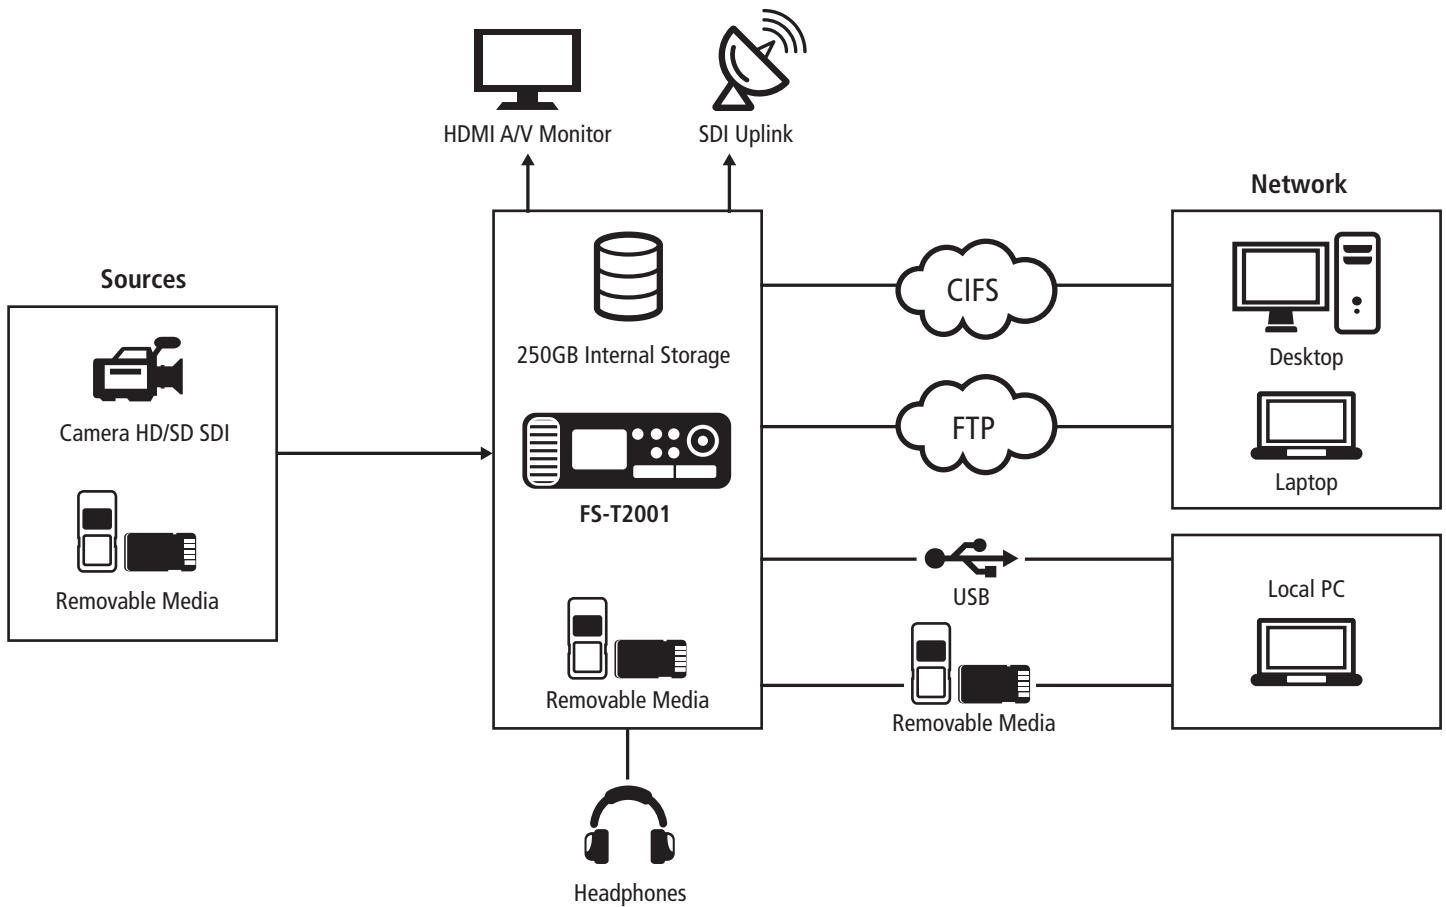 HDMI A/V Monitor
SDI Uplink
Network
Sources
CIFS
250GB Internal Storage
Desktop
Camera HD/SD SDI
FTP
Laptop
FS-T2001
Removable Media
USB
Local PC
Removable Media
Removable Media
Headphones